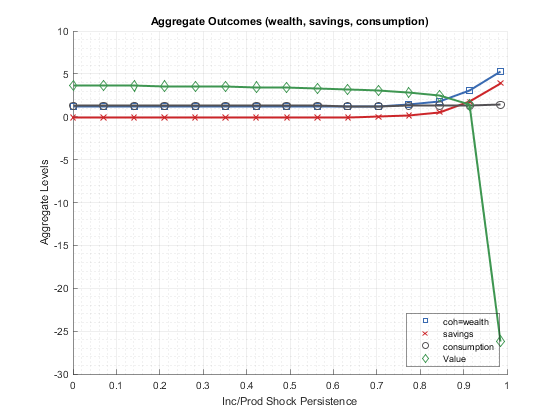 Aggregate Outcomes (wealth, savings, consumption)
10
5
0
-5
-10
-15
-20
-25
-30
Aggregate Levels
0 0.1 0.2 0.3 0.4 0.5 0.6 0.7 0.8 0.9 1
Inc/Prod Shock Persistence
coh=wealth
savings
consumption
Value